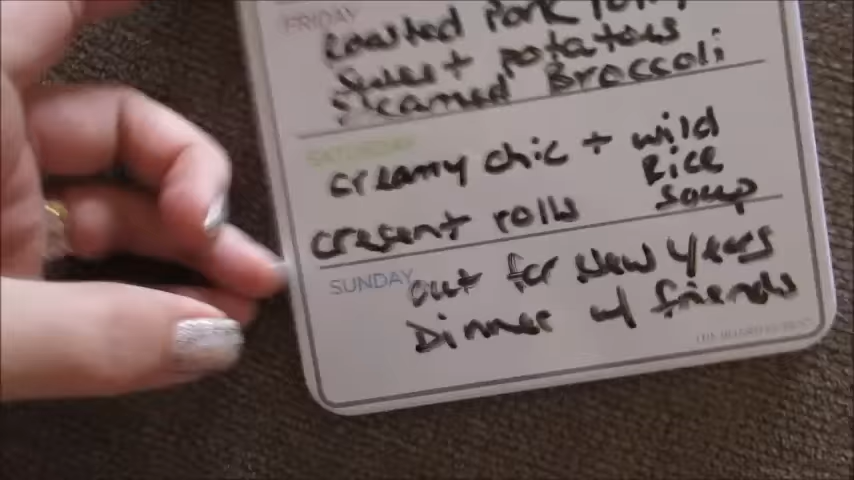 FRIDAY
Roasted Pork
Sweet potatoes
Steamed Broccoli
SATURDAY
creamy chic + wild
Rice
soup
cresent rolls
SUNDAY
out for New Years
Dinner w/ friends